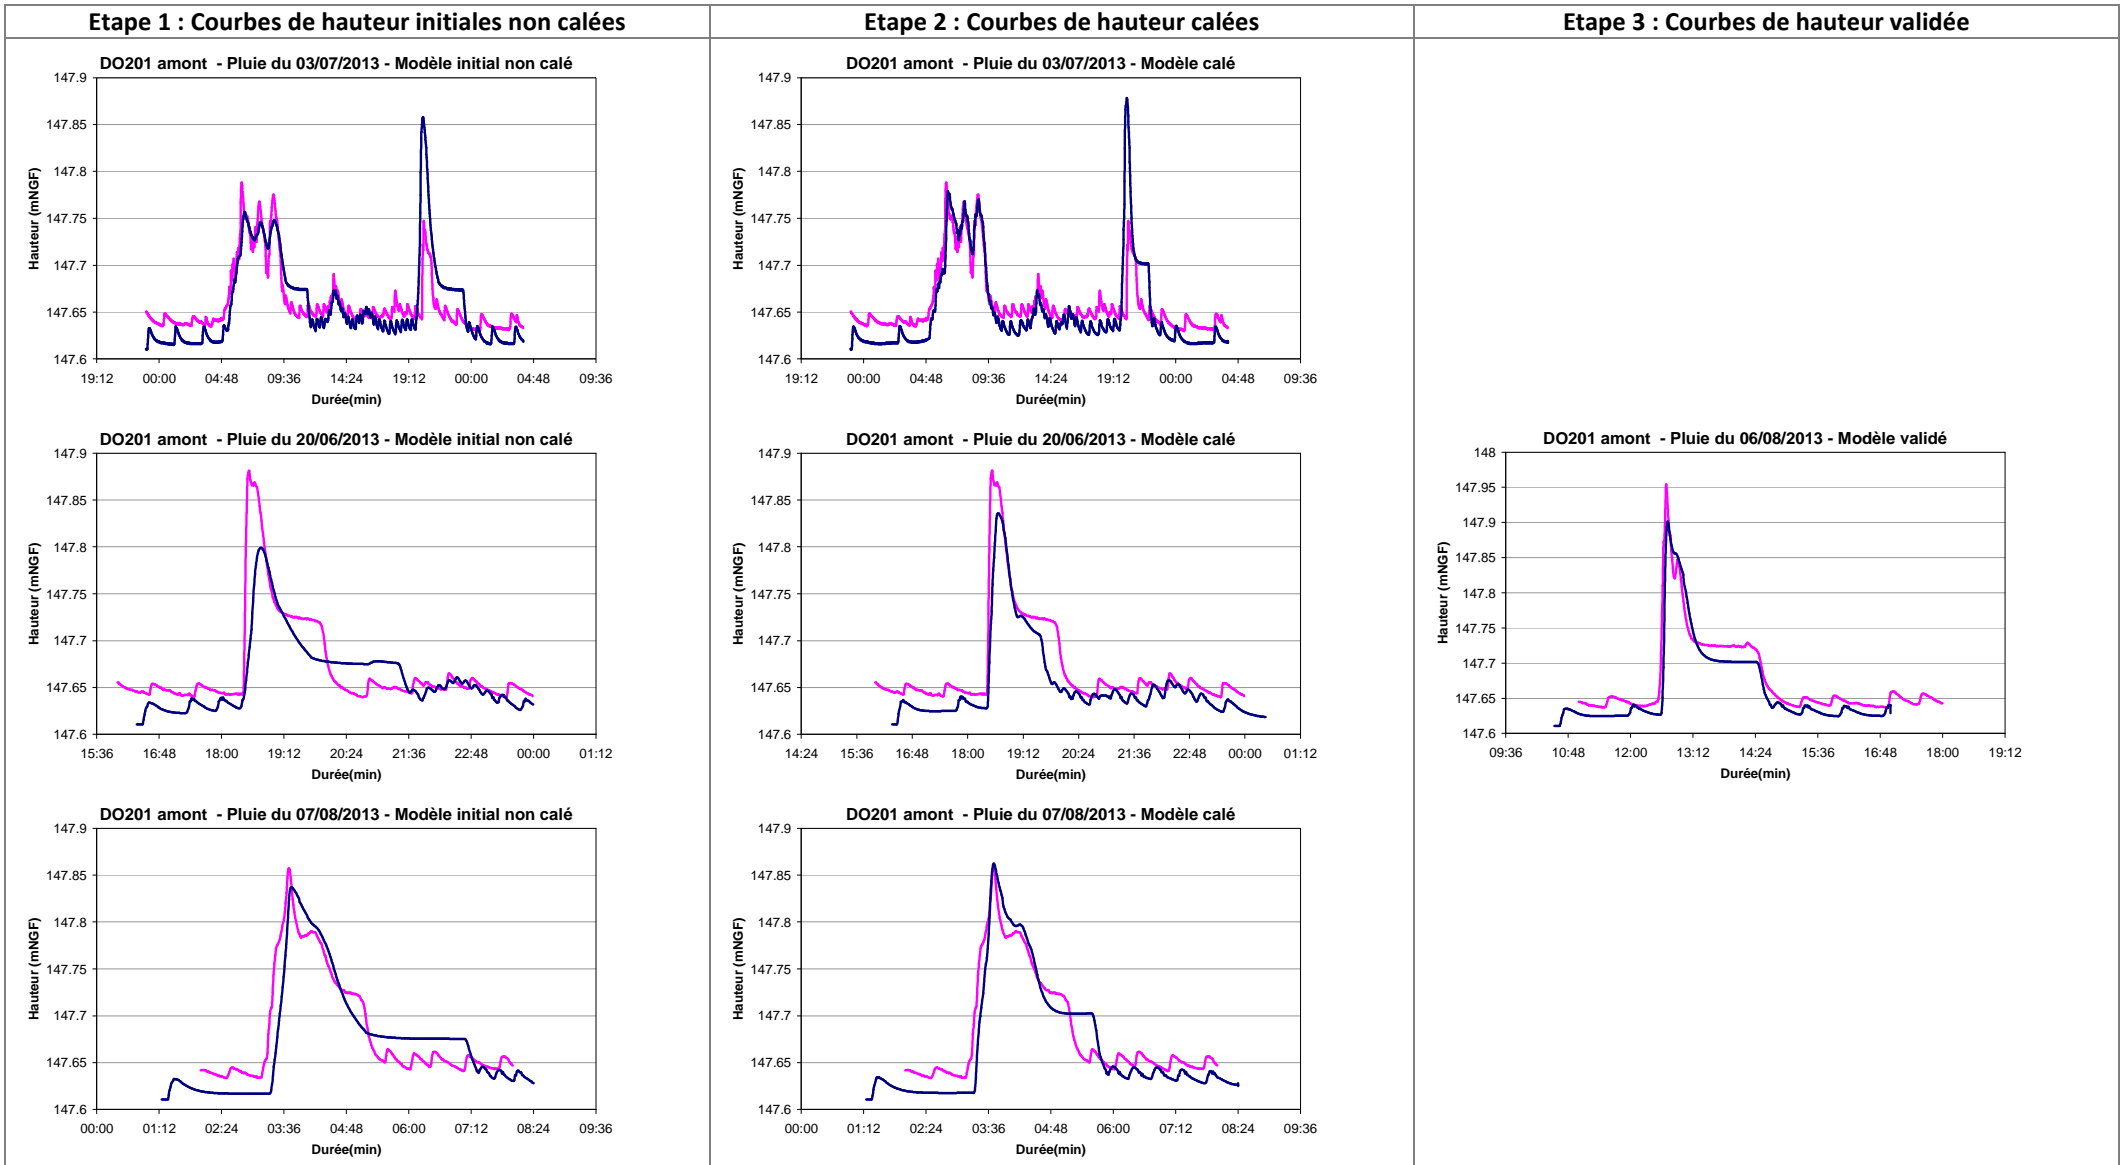 Etape 1 : Courbes de hauteur initiales non calées
Etape 2 : Courbes de hauteur calées
Etape 3 : Courbes de hauteur validée
DO201 amont - Pluie du 03/07/2013 - Modèle initial non calé
147.9
147.85
147.8
147.75
147.7
147.65
147.6
Hauteur (mNGF)
19:12 00:00 04:48 09:36 14:24 19:12 00:00 04:48 09:36
Durée(min)
DO201 amont - Pluie du 03/07/2013 - Modèle calé
147.9
147.85
147.8
147.75
147.7
147.65
147.6
Hauteur (mNGF)
19:12 00:00 04:48 09:36 14:24 19:12 00:00 04:48 09:36
Durée(min)
DO201 amont - Pluie du 20/06/2013 - Modèle initial non calé
147.9
147.85
147.8
147.75
147.7
147.65
147.6
Hauteur (mNGF)
15:36 16:48 18:00 19:12 20:24 21:36 22:48 00:00 01:12
Durée(min)
DO201 amont - Pluie du 20/06/2013 - Modèle calé
147.9
147.85
147.8
147.75
147.7
147.65
147.6
Hauteur (mNGF)
14:24 15:36 16:48 18:00 19:12 20:24 21:36 22:48 00:00 01:12
Durée(min)
DO201 amont - Pluie du 06/08/2013 - Modèle validé
148
147.95
147.9
147.85
147.8
147.75
147.7
147.65
147.6
Hauteur (mNGF)
09:36 10:48 12:00 13:12 14:24 15:36 16:48 18:00 19:12
Durée(min)
DO201 amont - Pluie du 07/08/2013 - Modèle initial non calé
147.9
147.85
147.8
147.75
147.7
147.65
147.6
Hauteur (mNGF)
00:00 01:12 02:24 03:36 04:48 06:00 07:12 08:24 09:36
Durée(min)
DO201 amont - Pluie du 07/08/2013 - Modèle calé
147.9
147.85
147.8
147.75
147.7
147.65
147.6
Hauteur (mNGF)
00:00 01:12 02:24 03:36 04:48 06:00 07:12 08:24 09:36
Durée(min)